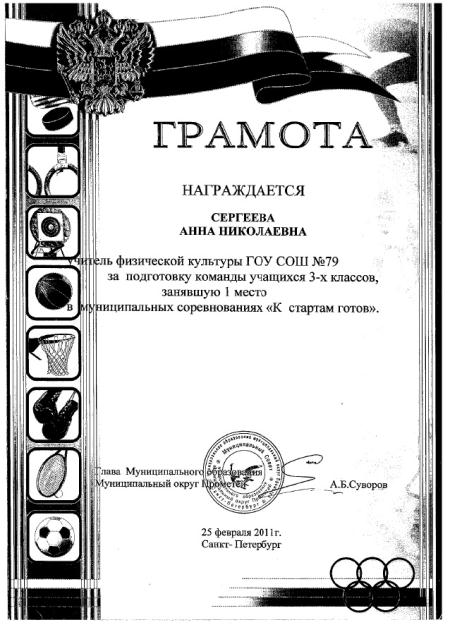 ГРАМОТА
НАГРАЖДАЕТСЯ
СЕРГЕЕВА
АННА НИКОЛАЕВНА
учитель физической культуры ГОУ СОШ №79
за подготовку команды учащихся 3-х классов,
занявшую 1 место
в муниципальных соревнованиях «К стартам готов».
Глава Муниципального образования
Муниципальный округ Прометей
А.Б.Суворов
25 февраля 2011г.
Санкт- Петербург